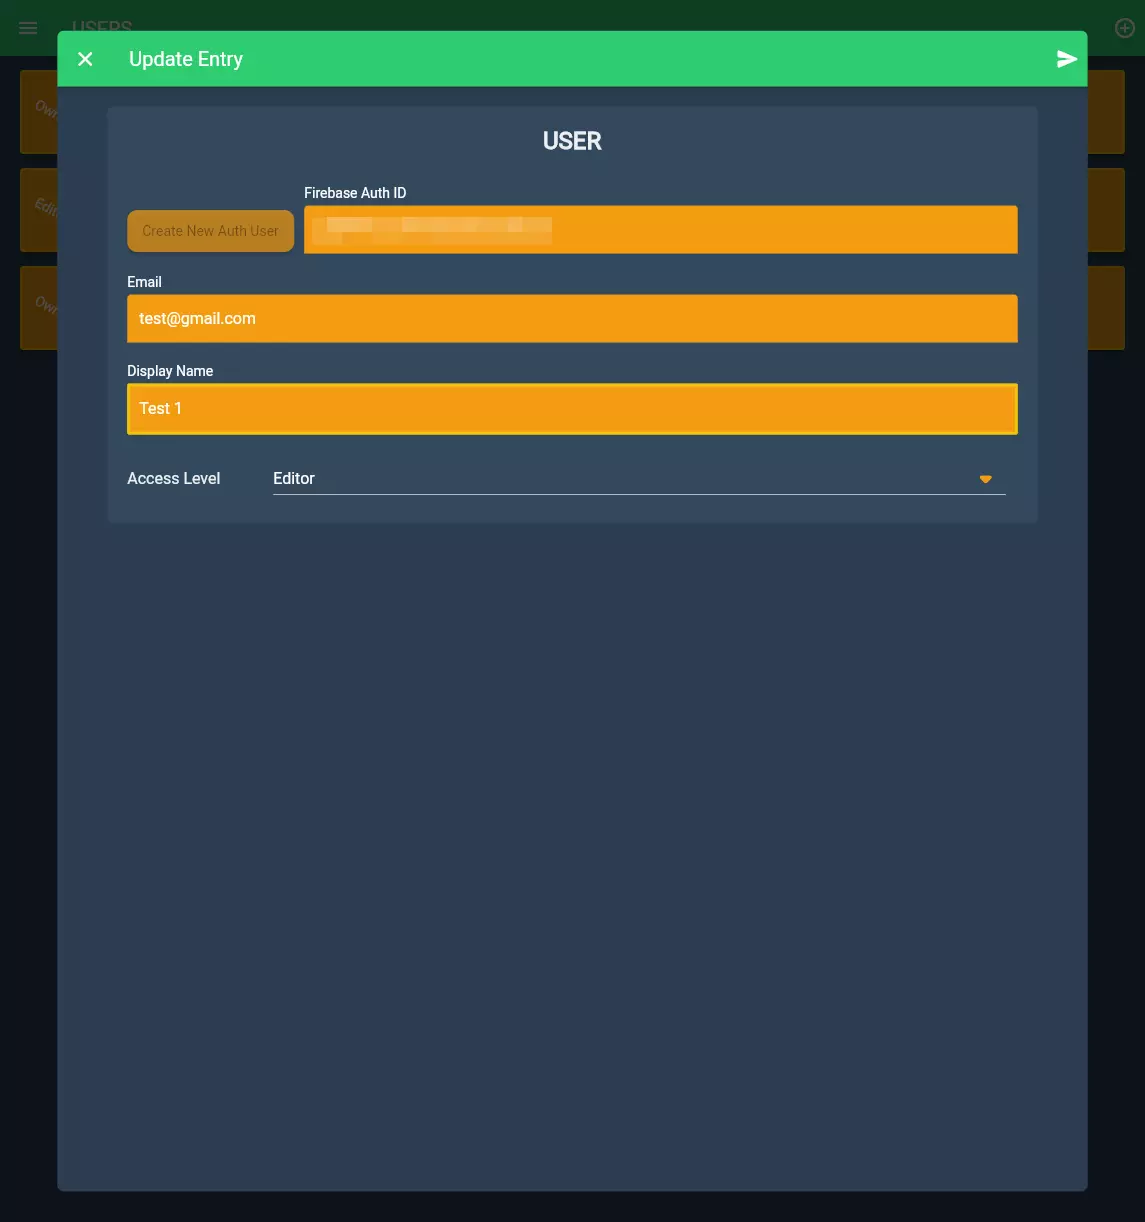 USERS
Update Entry
USER
Firebase Auth ID
Create New Auth User
Email
test@gmail.com
Display Name
Test 1
Access Level Editor